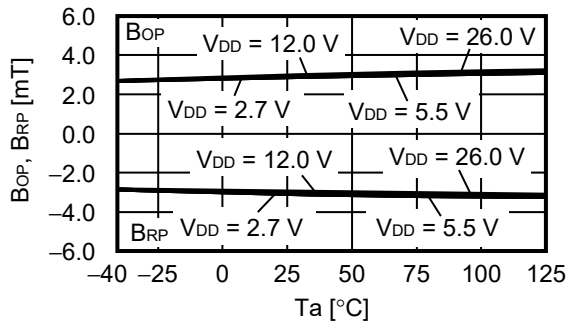 6.0
4.0
2.0
0.0
−2.0
−4.0
−6.0
BOP, BRP [mT]
BOP
VDD = 12.0 V
VDD = 26.0 V
VDD = 2.7 V
VDD = 5.5 V
VDD = 12.0 V
VDD = 26.0 V
BRP
VDD = 2.7 V
VDD = 5.5 V
−40 −25 0 25 50 75 100 125
Ta [°C]